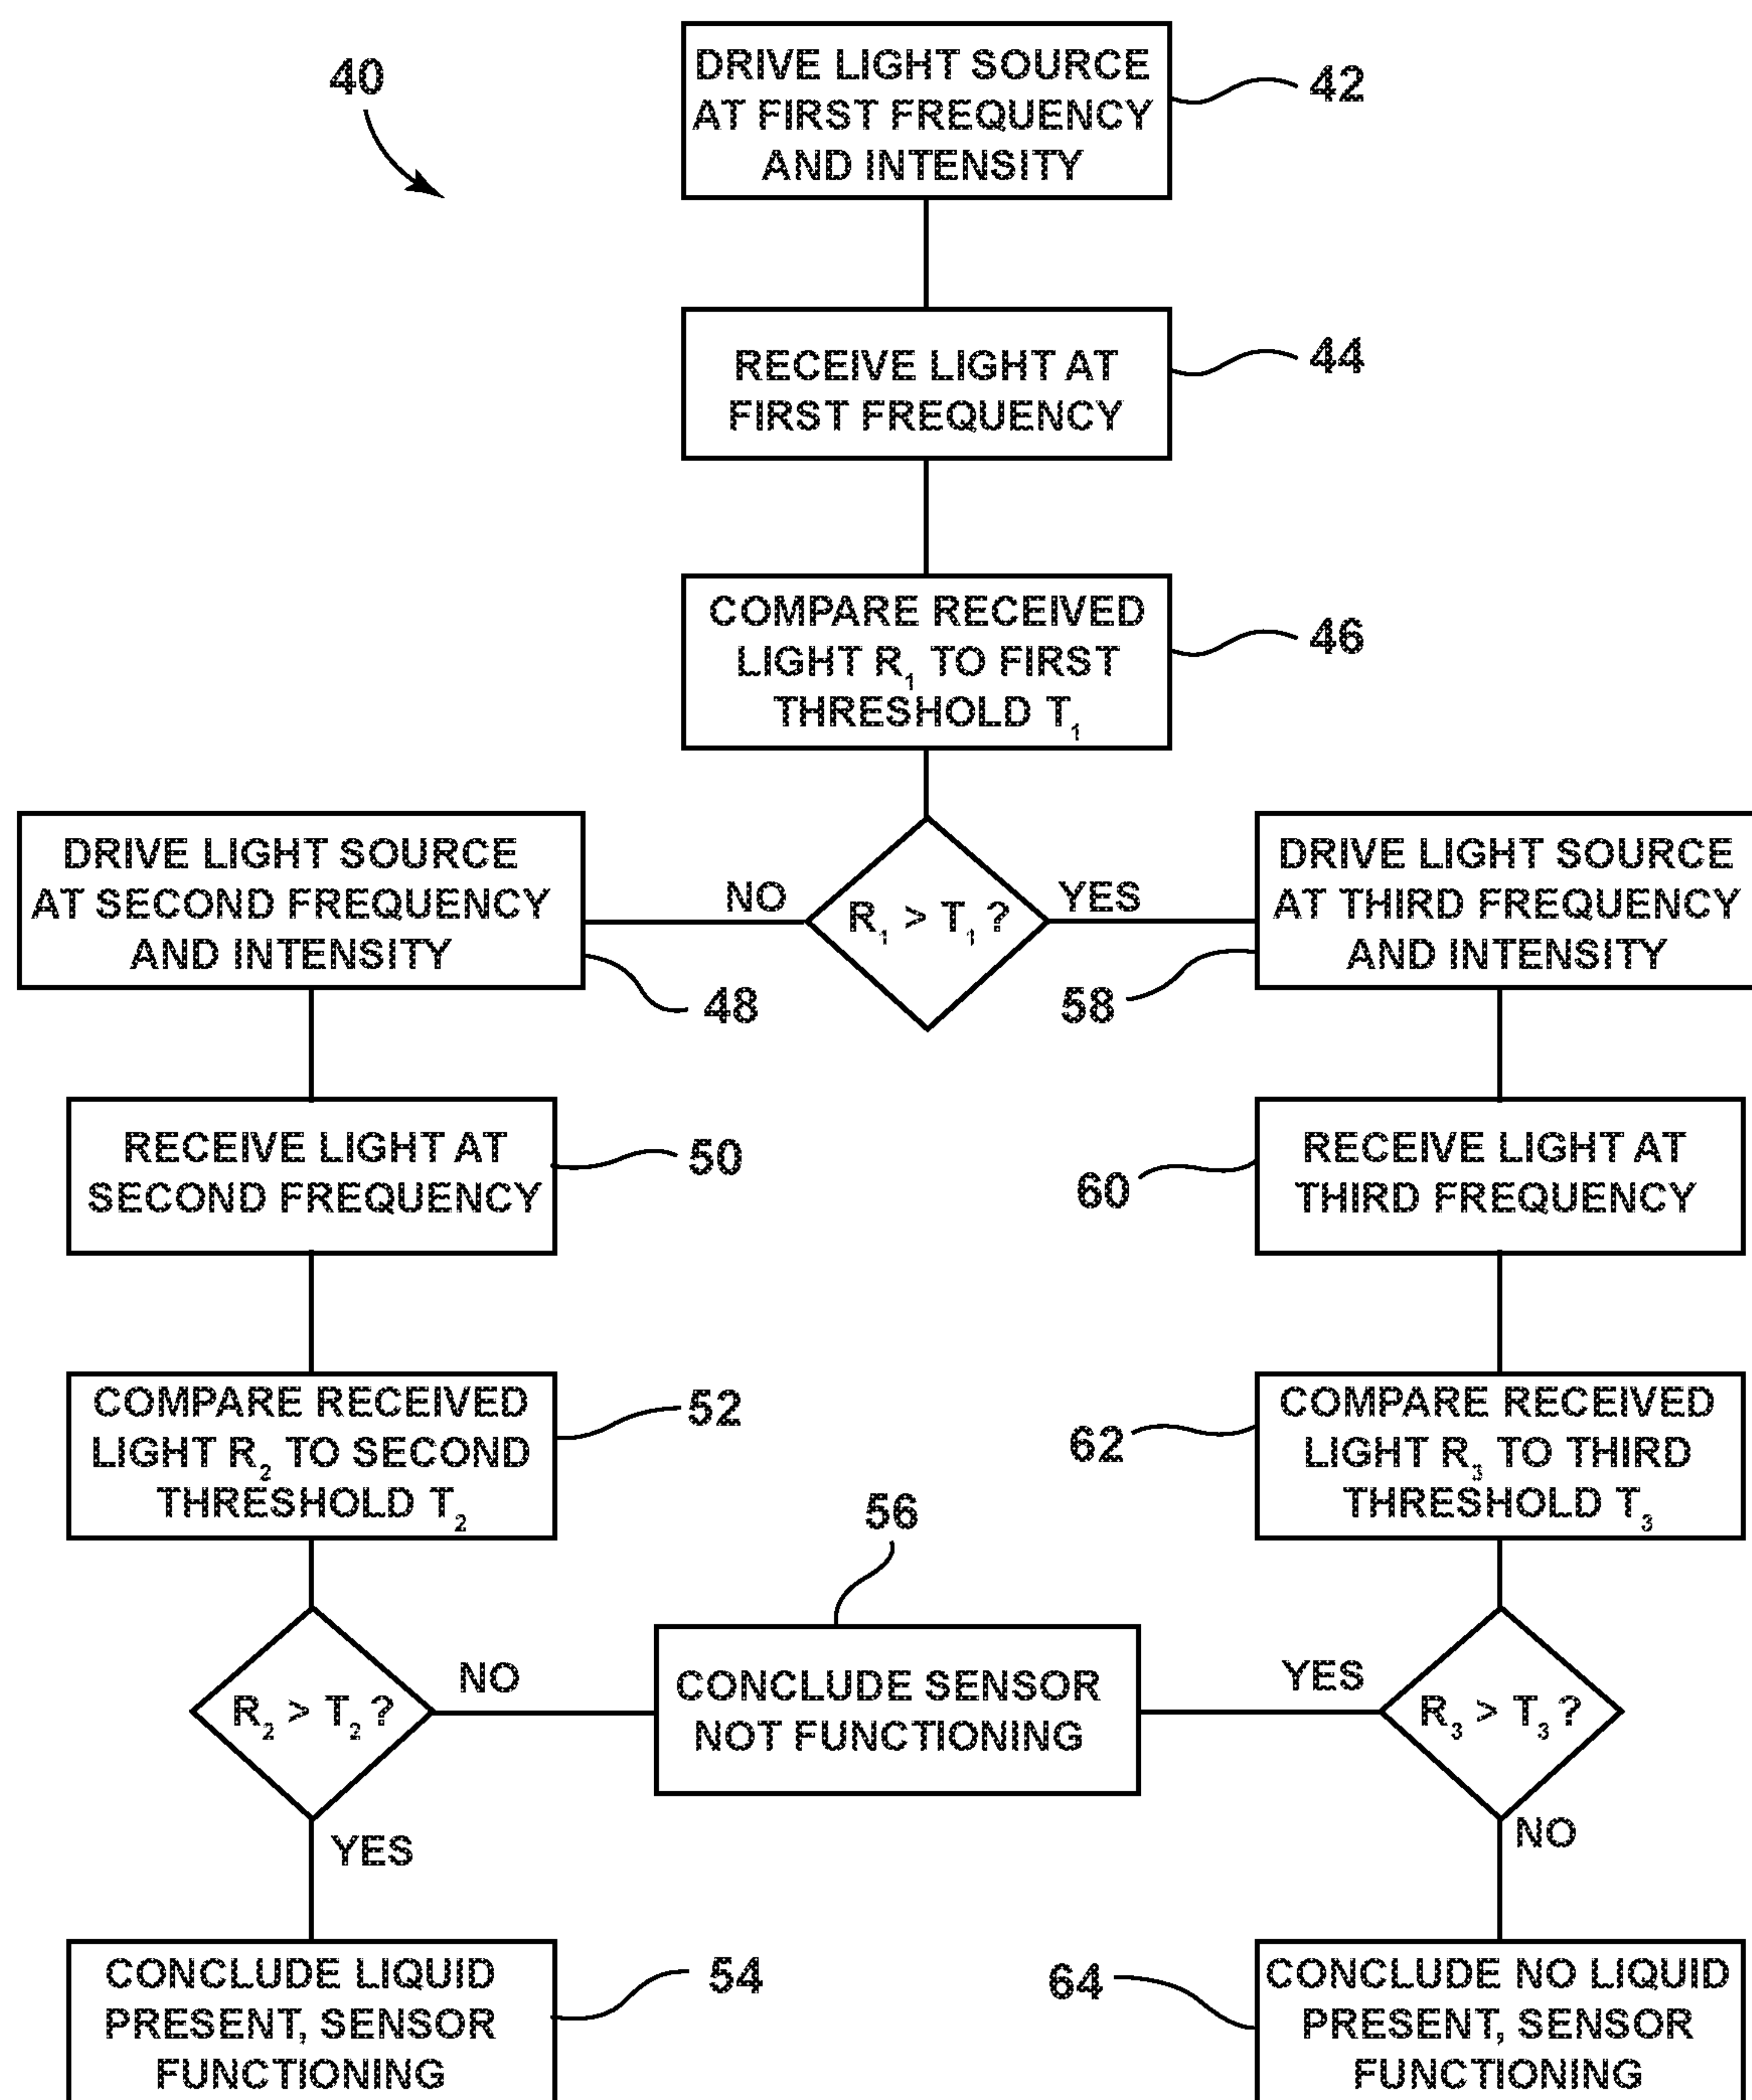 40
DRIVE LIGHT SOURCE
AT FIRST FREQUENCY
AND INTENSITY
42
RECEIVE LIGHT AT
FIRST FREQUENCY
44
COMPARE RECEIVED
LIGHT R₁ TO FIRST
THRESHOLD T₁
46
R₁ > T₁ ?
NO
YES
DRIVE LIGHT SOURCE
AT SECOND FREQUENCY
AND INTENSITY
48
DRIVE LIGHT SOURCE
AT THIRD FREQUENCY
AND INTENSITY
58
RECEIVE LIGHT AT
SECOND FREQUENCY
50
RECEIVE LIGHT AT
THIRD FREQUENCY
60
COMPARE RECEIVED
LIGHT R₂ TO SECOND
THRESHOLD T₂
52
COMPARE RECEIVED
LIGHT R₃ TO THIRD
THRESHOLD T₃
62
56
R₂ > T₂ ?
NO
CONCLUDE SENSOR
NOT FUNCTIONING
YES
R₃ > T₃ ?
YES
NO
CONCLUDE LIQUID
PRESENT, SENSOR
FUNCTIONING
54
CONCLUDE NO LIQUID
PRESENT, SENSOR
FUNCTIONING
64